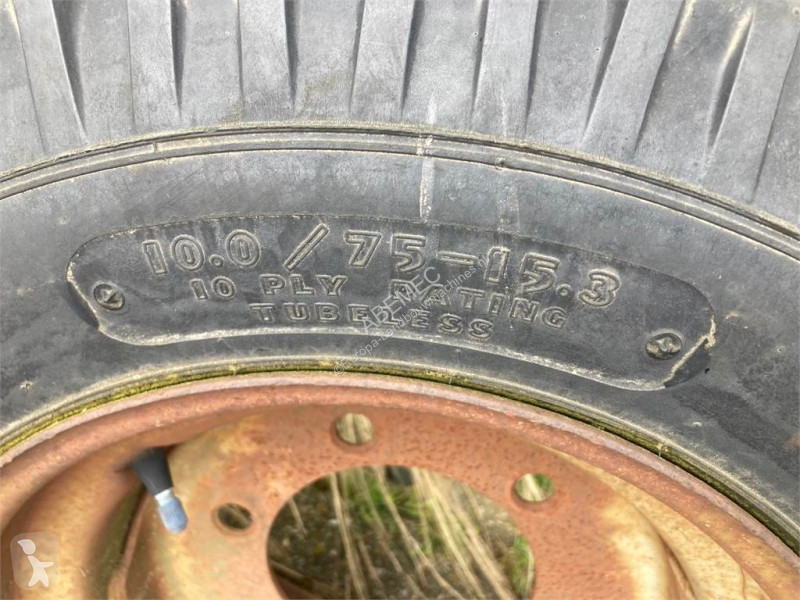 10.0/75-15.3
10 PLY RATING
TUBELESS